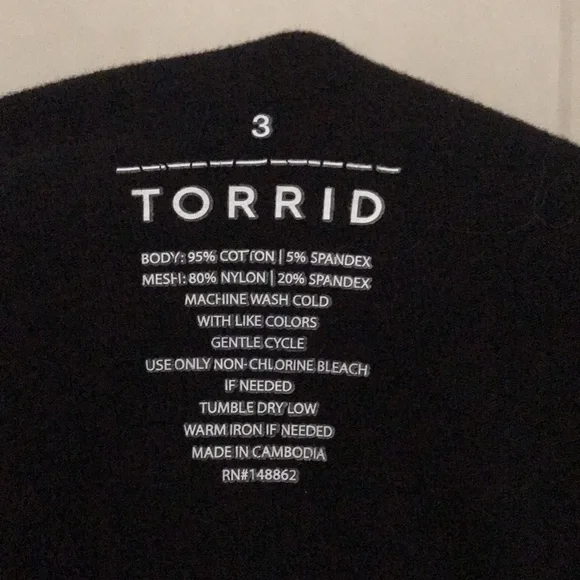 3
TORRID
BODY: 95% COTTON | 5% SPANDEX
MESH: 80% NYLON | 20% SPANDEX
MACHINE WASH COLD
WITH LIKE COLORS
GENTLE CYCLE
USE ONLY NON-CHLORINE BLEACH
IF NEEDED
TUMBLE DRY LOW
WARM IRON IF NEEDED
MADE IN CAMBODIA
RN#148862